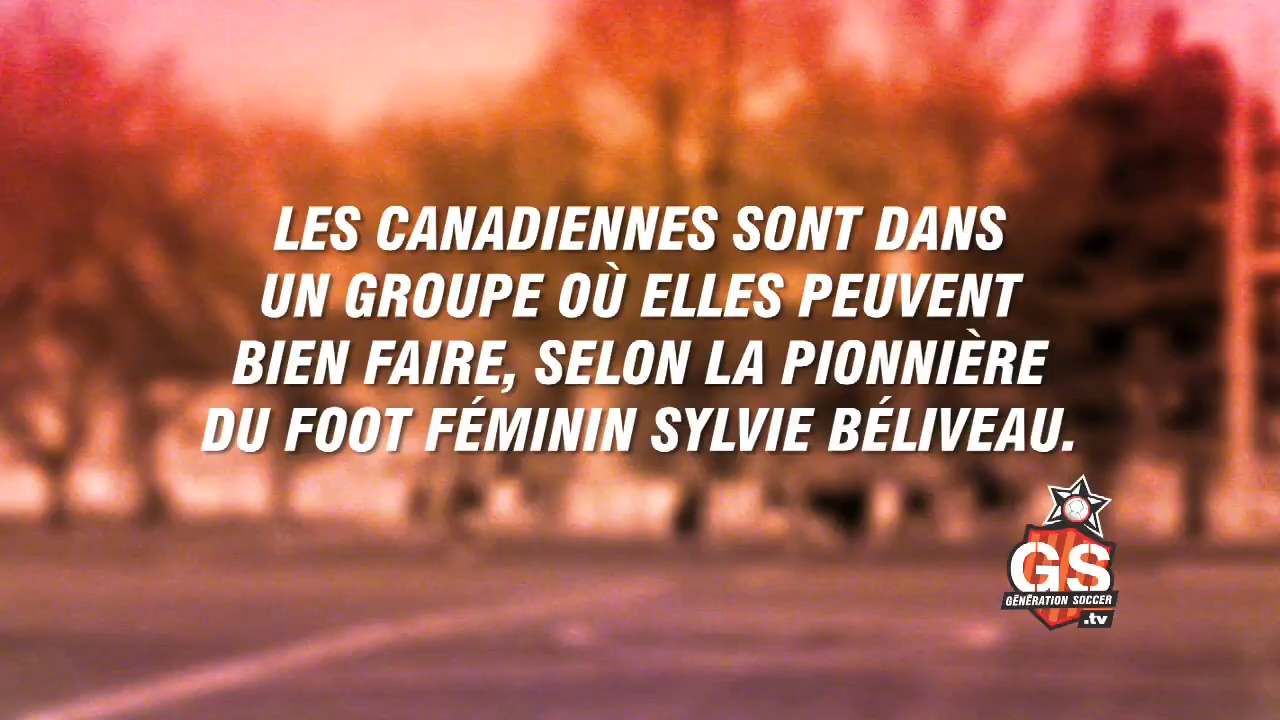 LES CANADIENNES SONT DANS
UN GROUPE OÙ ELLES PEUVENT
BIEN FAIRE, SELON LA PIONNIÈRE
DU FOOT FÉMININ SYLVIE BÉLIVEAU.
GS
GÉNÉRATION SOCCER
.tv